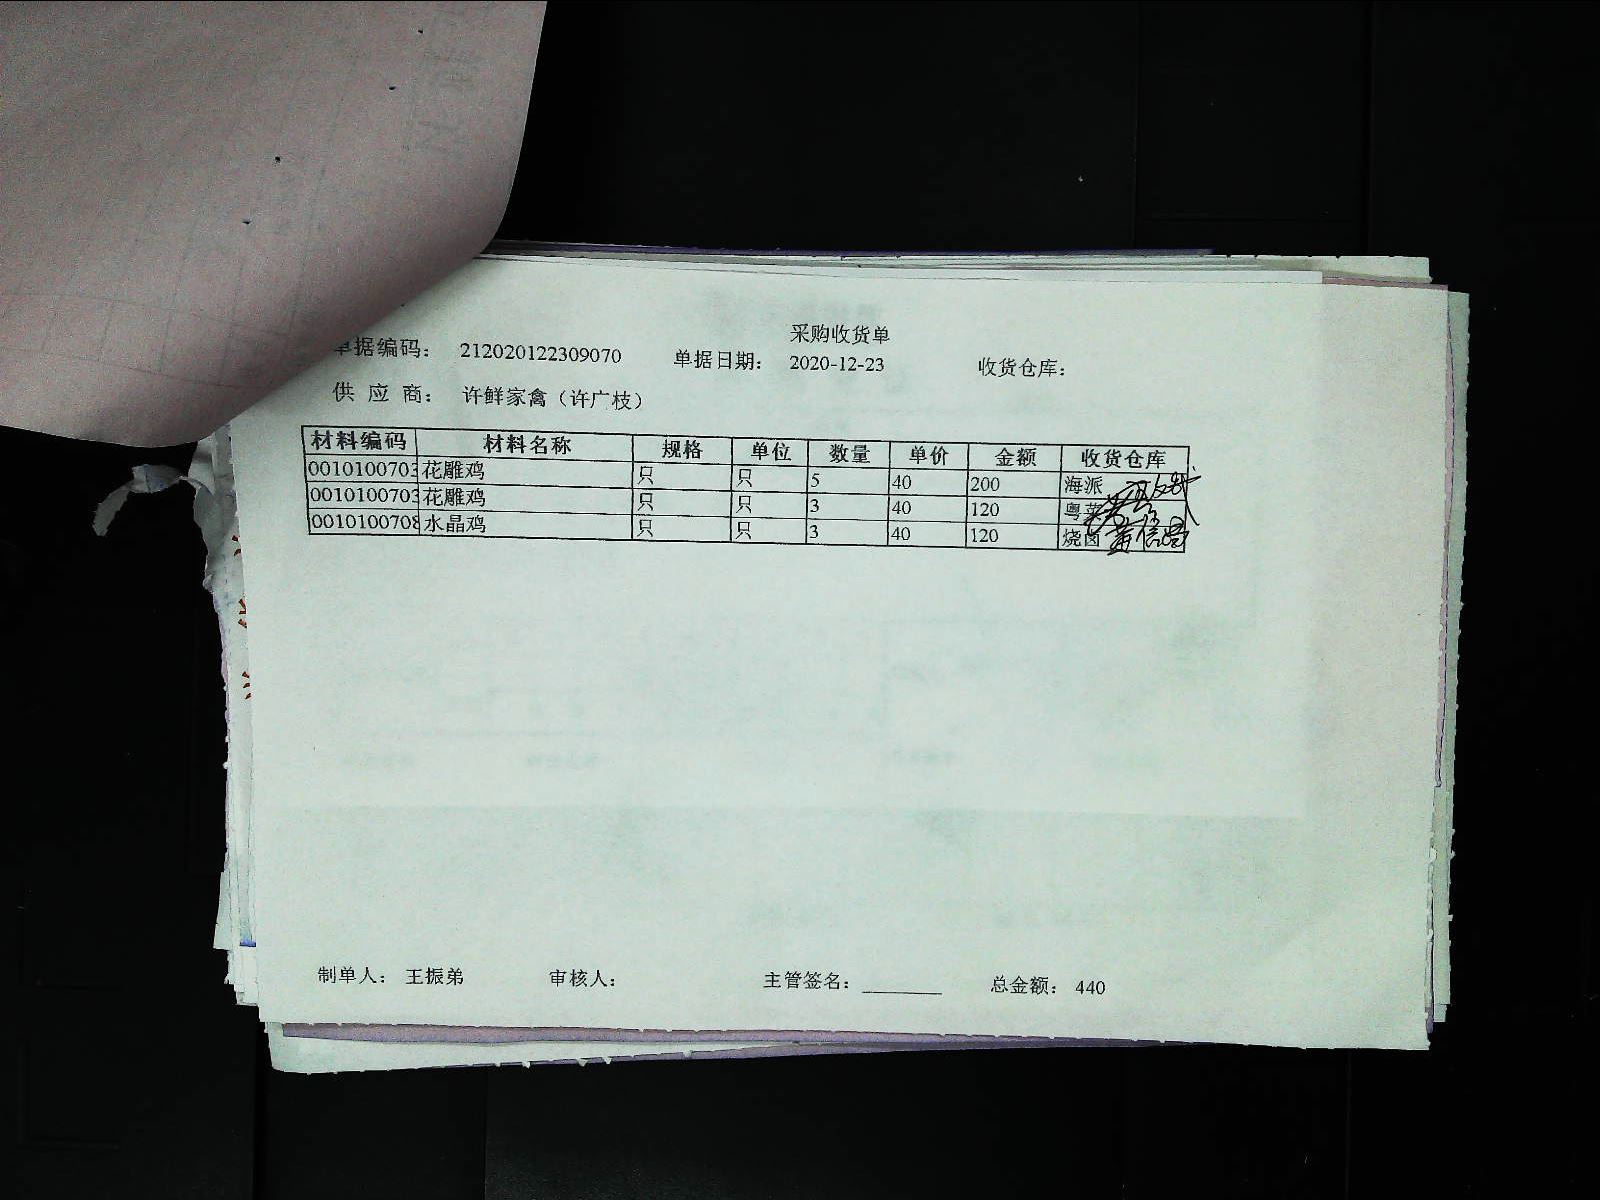 采购收货单
单据编码： 212020122309070 单据日期： 2020-12-23 收货仓库：
供 应 商： 许鲜家禽（许广枝）
材料编码 材料名称 规格 单位 数量 单价 金额 收货仓库
0010100703 花雕鸡 只 只 5 40 200 海派
0010100703 花雕鸡 只 只 3 40 120 粤菜
0010100708 水晶鸡 只 只 3 40 120 烧卤
制单人： 王振弟 审核人： 主管签名： 总金额： 440